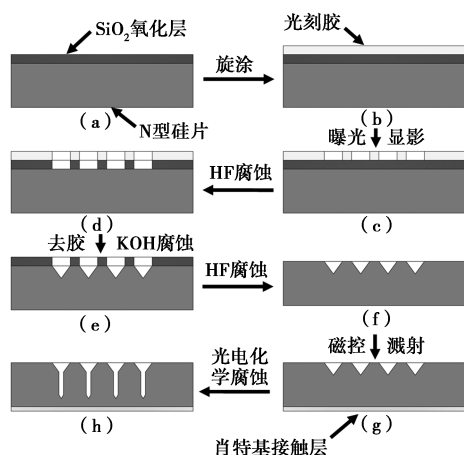 SiO2氧化层
光刻胶
旋涂
(a)
N型硅片
(b)
曝光 显影
HF腐蚀
(d)
(c)
去胶 KOH腐蚀
HF腐蚀
(e)
(f)
磁控 溅射
光电化
学腐蚀
(h)
(g)
肖特基接触层